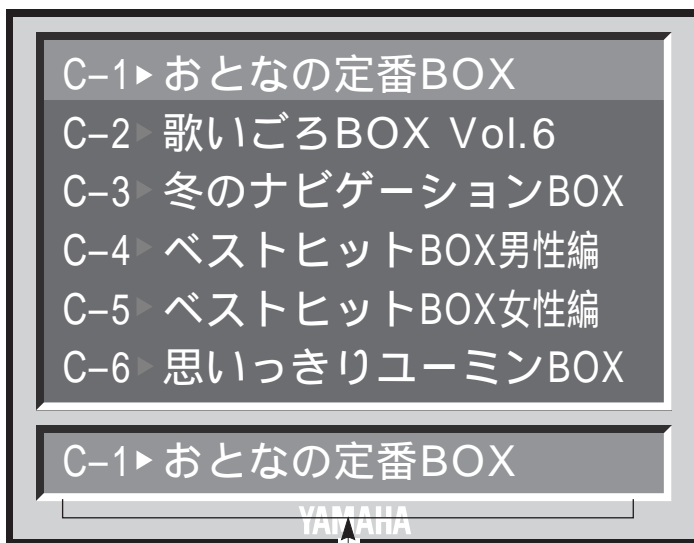 C-1▶おとなの定番BOX
C-2▶歌いごろBOX Vol.6
C-3▶冬のナビゲーションBOX
C-4▶ベストヒットBOX男性編
C-5▶ベストヒットBOX女性編
C-6▶思いっきりユーミンBOX
C-1▶おとなの定番BOX
YAMAHA